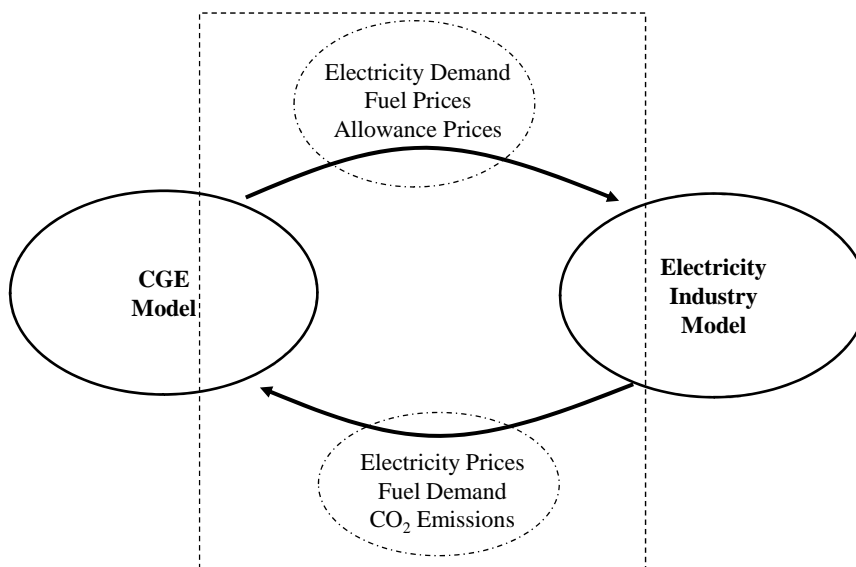 Electricity Demand
Fuel Prices
Allowance Prices
CGE
Model
Electricity
Industry
Model
Electricity Prices
Fuel Demand
CO₂ Emissions